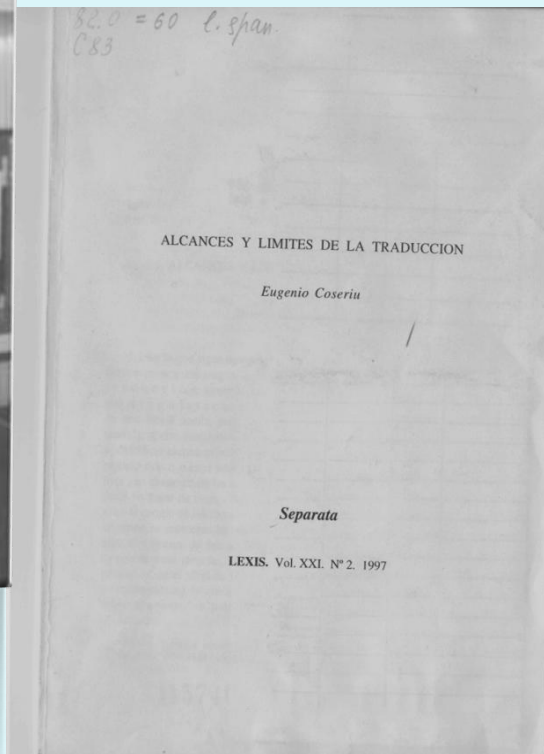 82.0 = 60 l. span.
C83
ALCANCES Y LIMITES DE LA TRADUCCION
Eugenio Coseriu
Separata
LEXIS. Vol. XXI. Nº 2. 1997